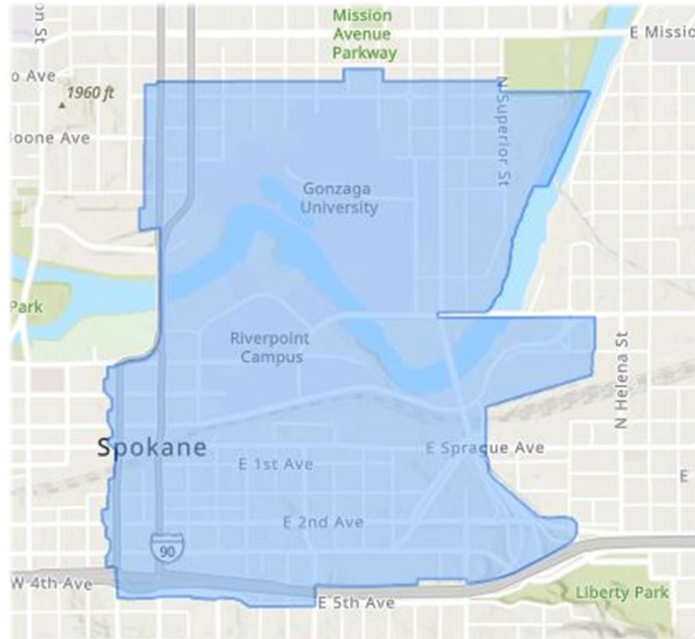 on St
Mission
Avenue
Parkway
E Missio
o Ave
1960 ft
oone Ave
N Superior St
Gonzaga
University
Park
Riverpoint
Campus
N Helena St
Spokane
E Sprague Ave
E 1st Ave
E
E 2nd Ave
90
W 4th Ave
E 5th Ave
Liberty Park